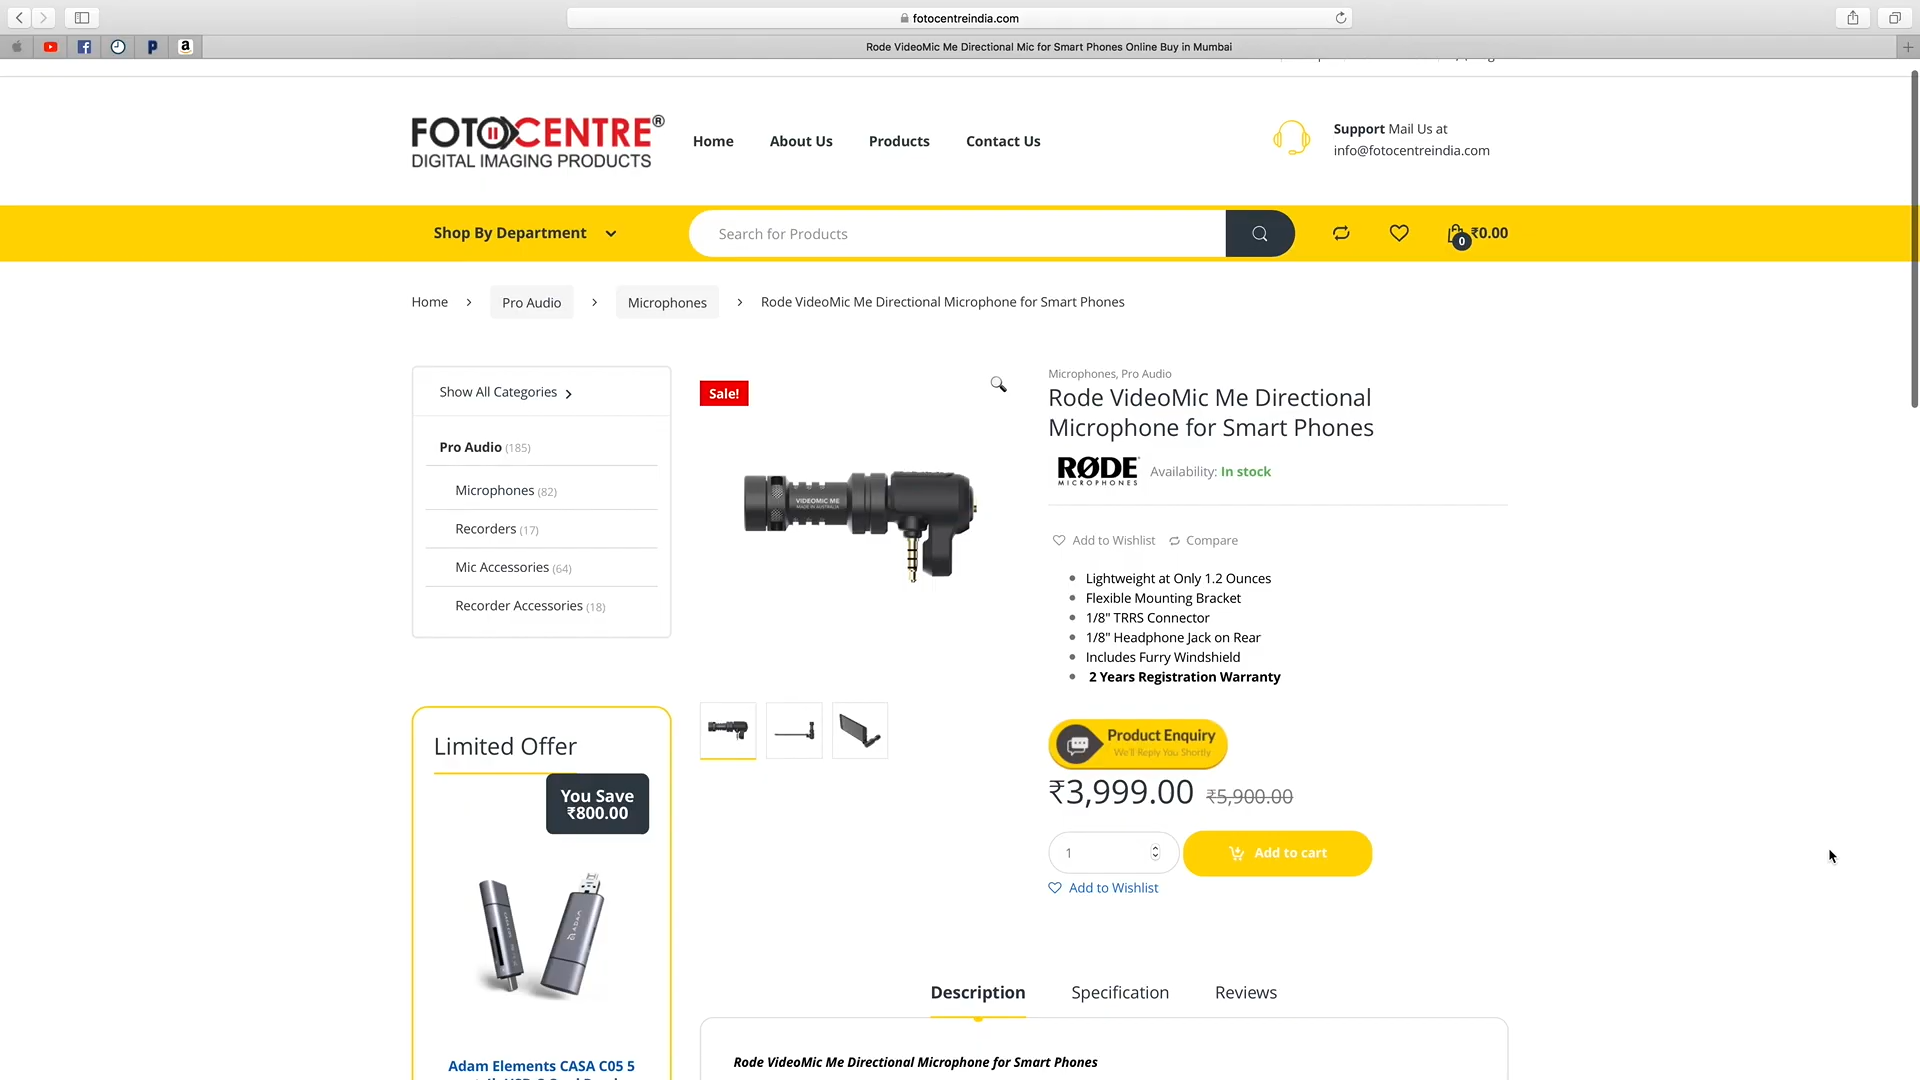 fotocentreindia.com
Rode VideoMic Me Directional Mic for Smart Phones Online Buy in Mumbai
FOTOCENTRE®
DIGITAL IMAGING PRODUCTS
Home
About Us
Products
Contact Us
Support Mail Us at
info@fotocentreindia.com
Shop By Department
Search for Products
0
₹0.00
Home
Pro Audio
Microphones
Rode VideoMic Me Directional Microphone for Smart Phones
Show All Categories
Pro Audio (185)
Microphones (82)
Recorders (17)
Mic Accessories (64)
Recorder Accessories (18)
Limited Offer
You Save
₹800.00
Adam Elements CASA C05 5
Sale!
VIDEOMIC ME
MADE IN AUSTRALIA
Microphones, Pro Audio
Rode VideoMic Me Directional
Microphone for Smart Phones
RØDE
MICROPHONES
Availability: In stock
Add to Wishlist
Compare
Lightweight at Only 1.2 Ounces
Flexible Mounting Bracket
1/8" TRRS Connector
1/8" Headphone Jack on Rear
Includes Furry Windshield
2 Years Registration Warranty
Product Enquiry
We'll Reply You Shortly
₹3,999.00 ₹5,900.00
1
Add to cart
Add to Wishlist
Description
Specification
Reviews
Rode VideoMic Me Directional Microphone for Smart Phones